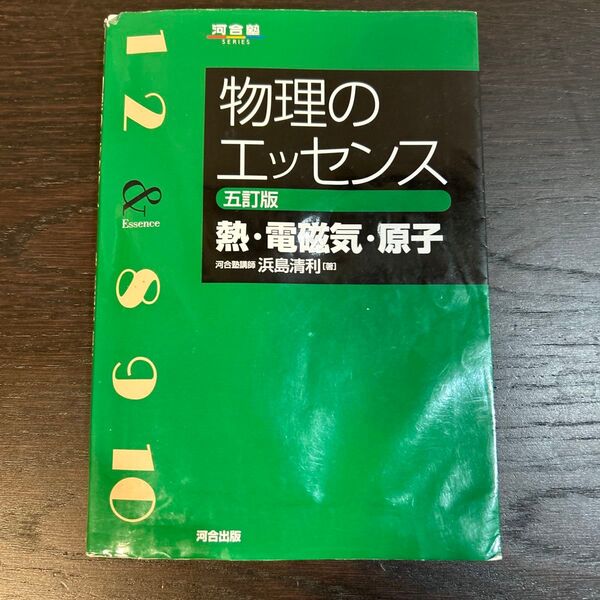 河合塾
SERIES
物理の
エッセンス
五訂版
熱・電磁気・原子
河合塾講師 浜島清利[著]
1
2
&
Essence
8
9
10
河合出版